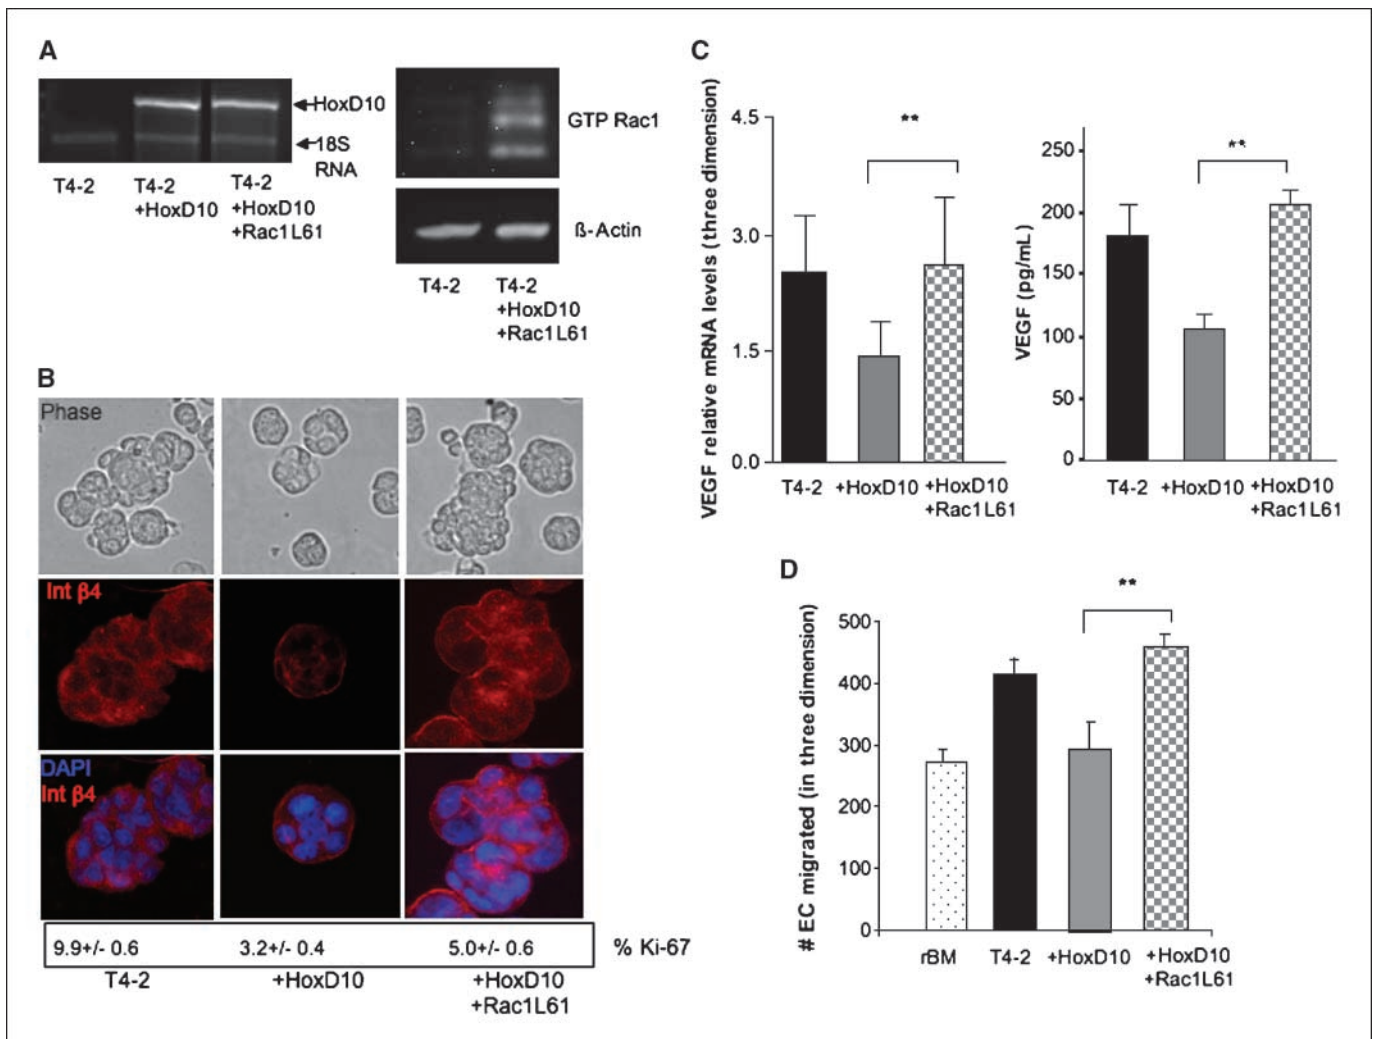 A
HoxD10
18S
RNA
T4-2
T4-2
+HoxD10
T4-2
+HoxD10
+Rac1L61
GTP Rac1
ß-Actin
T4-2
T4-2
+HoxD10
+Rac1L61
B
Phase
Int β4
DAPI
Int β4
9.9+/- 0.6
3.2+/- 0.4
5.0+/- 0.6
% Ki-67
T4-2
+HoxD10
+HoxD10
+Rac1L61
C
VEGF relative mRNA levels (three dimension)
4.5
3.0
1.5
0.0
**
T4-2
+HoxD10
+HoxD10
+Rac1L61
VEGF (pg/mL)
250
200
150
100
50
0
**
T4-2
+HoxD10
+HoxD10
+Rac1L61
D
# EC migrated (in three dimension)
500
400
300
200
100
0
**
rBM
T4-2
+HoxD10
+HoxD10
+Rac1L61